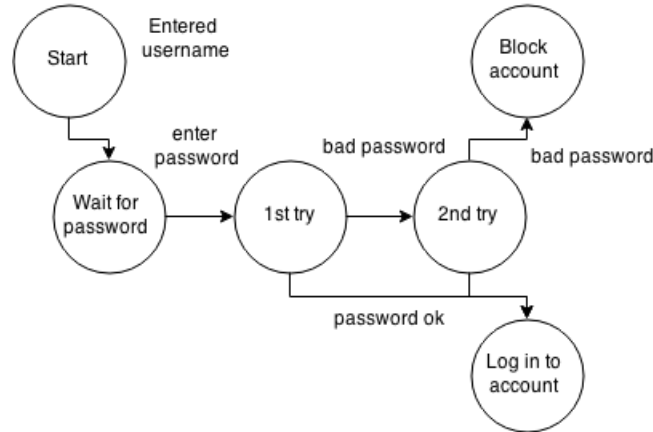 Start
Entered
username
Block
account
enter
password
bad password
bad password
Wait for
password
1st try
2nd try
password ok
Log in to
account